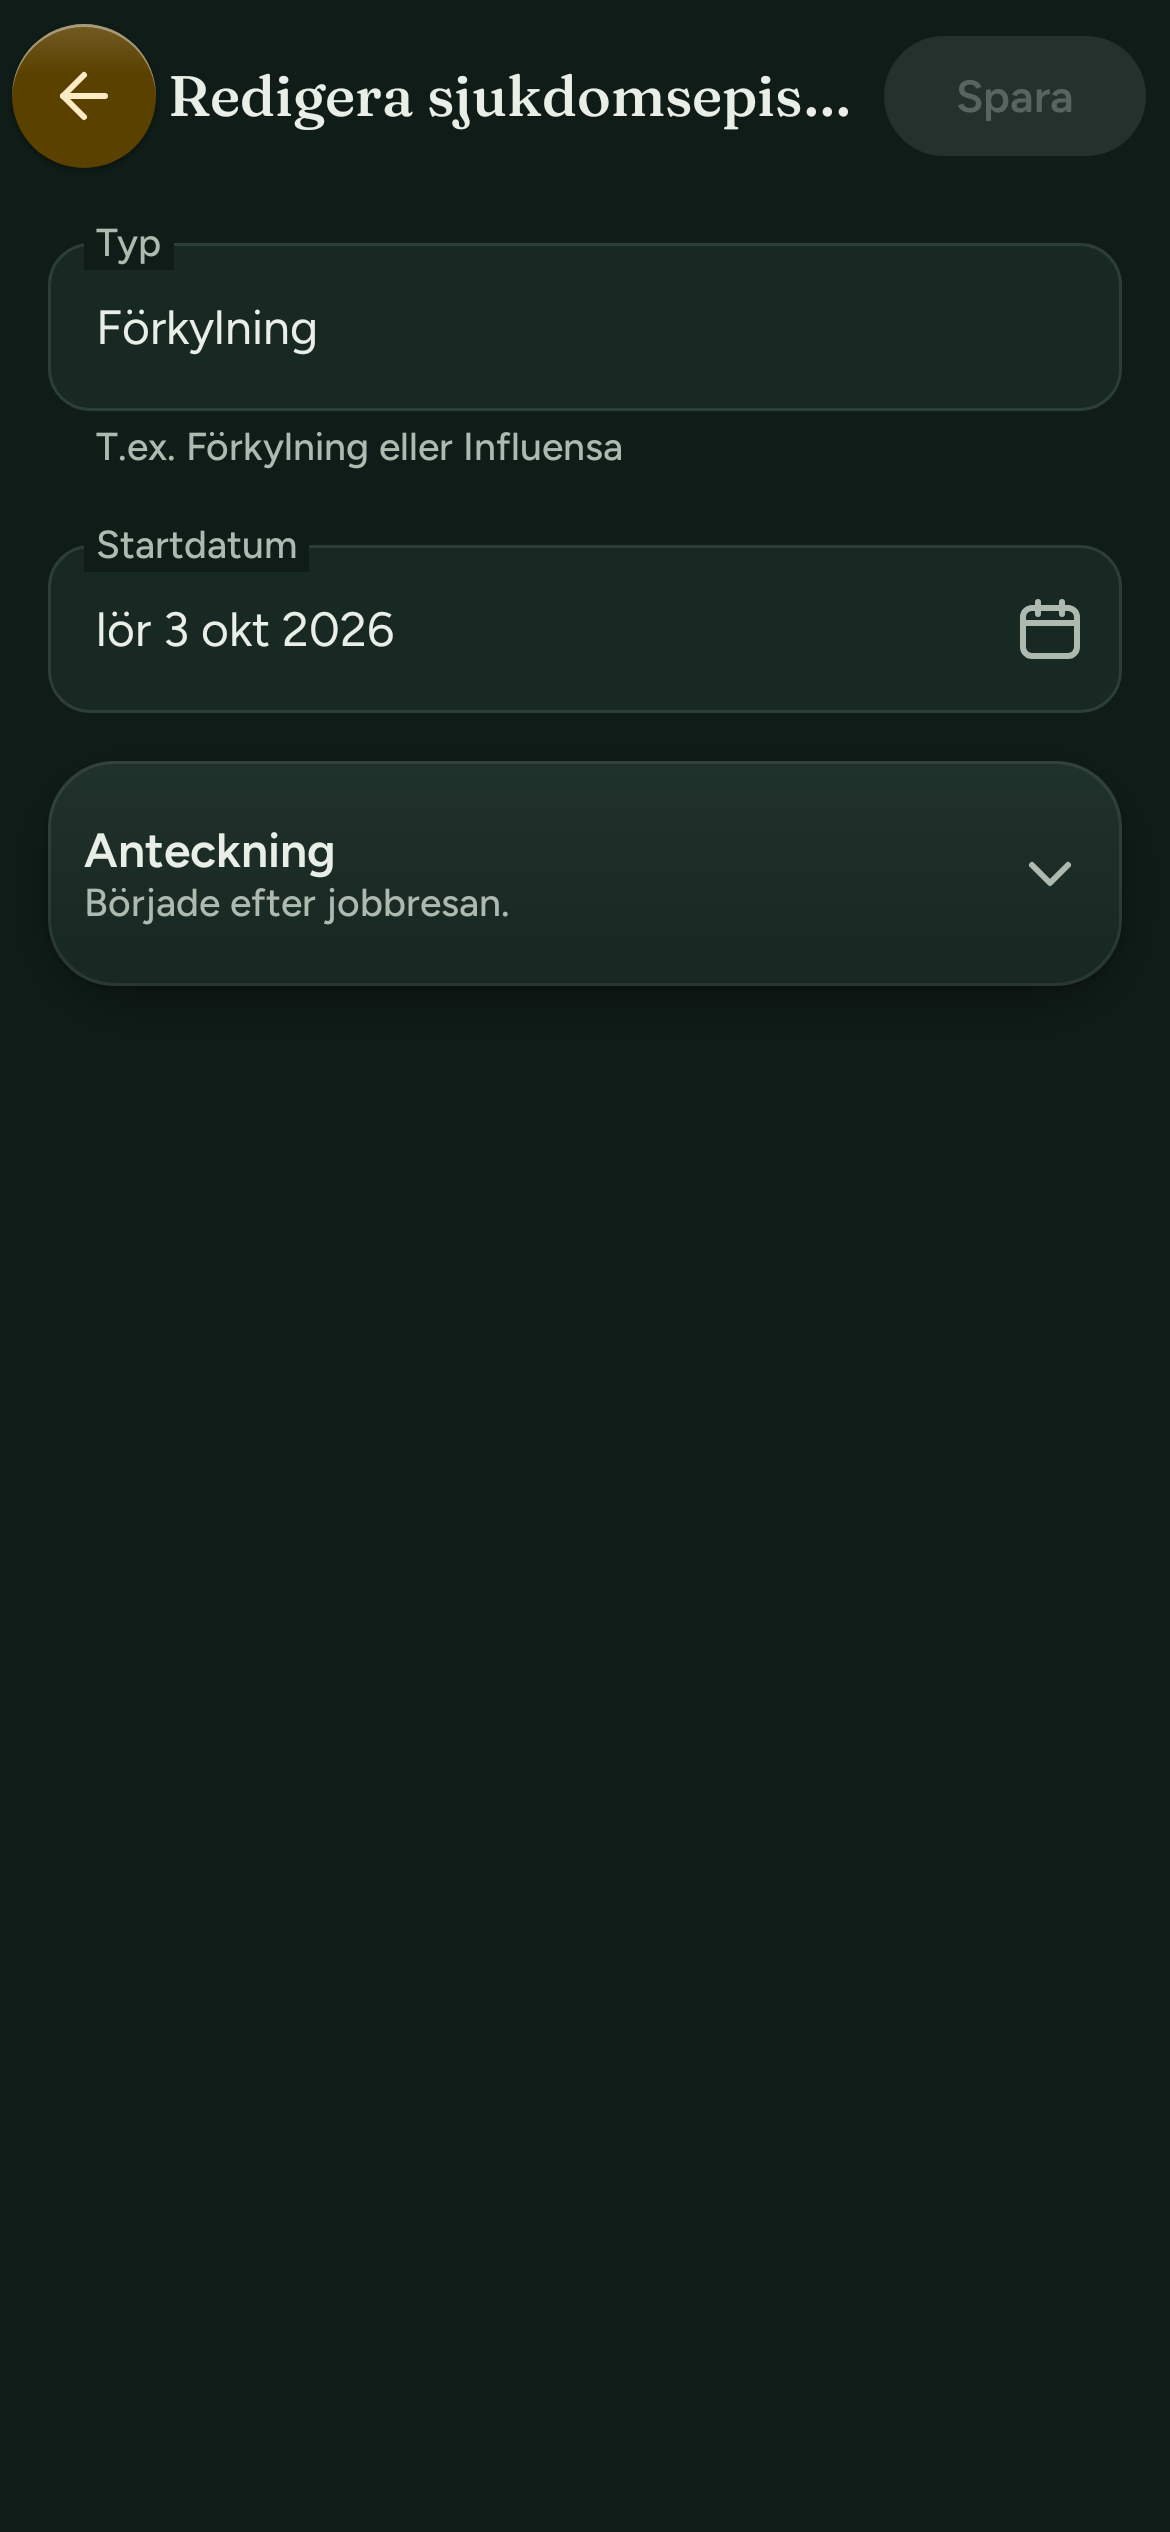 Redigera sjukdomsepis...
Spara
Typ
Förkylning
T.ex. Förkylning eller Influensa
Startdatum
lör 3 okt 2026
Anteckning
Började efter jobbresan.